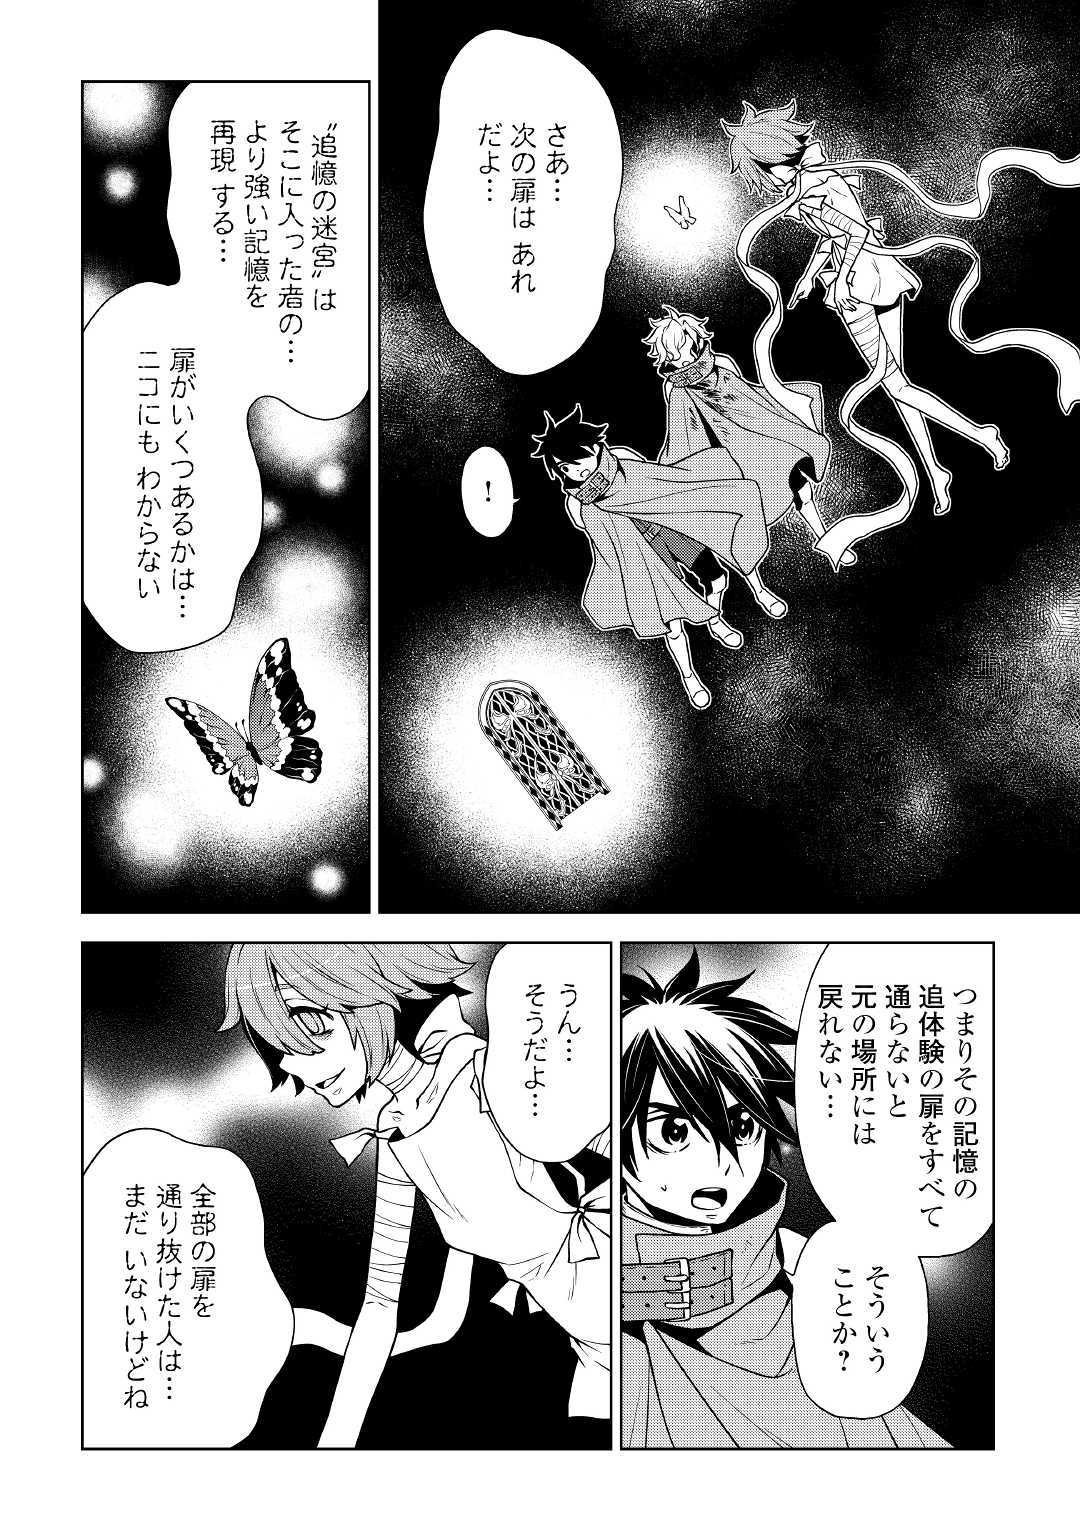 さあ…
次の扉は あれ
だよ…
！
〝追憶の迷宮〟は
そこに入った者の…
より強い記憶を
再現 する…
扉がいくつあるかは…
ニコにも わからない
つまりその記憶の
追体験の扉をすべて
通らないと
元の場所には
戻れない…
そういう
ことか？
うん…
そうだよ…
全部の扉を
通り抜けた人は…
まだ いないけどね